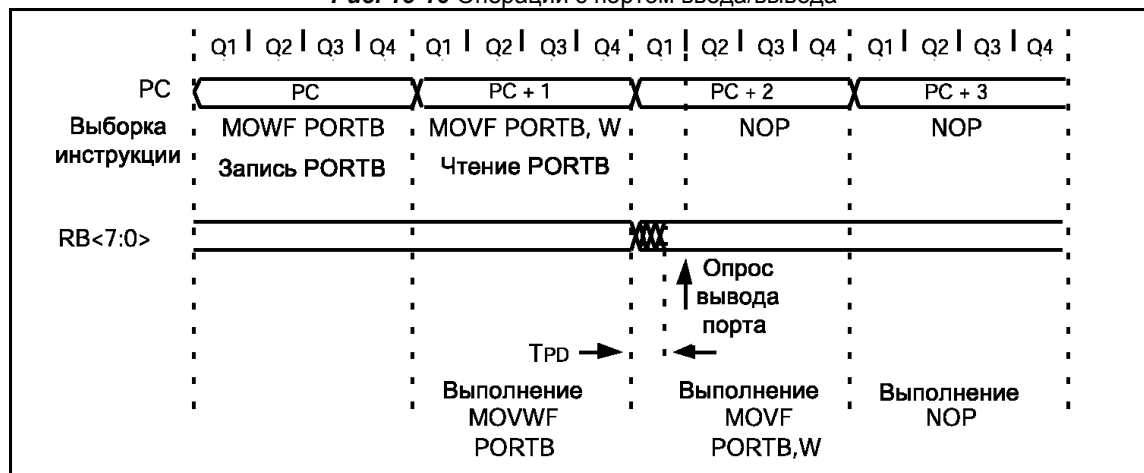 Q1 Q2 Q3 Q4 Q1 Q2 Q3 Q4 Q1 Q2 Q3 Q4 Q1 Q2 Q3 Q4
PC PC PC + 1 PC + 2 PC + 3
Выборка инструкции
MOWF PORTB MOVF PORTB, W NOP NOP
Запись PORTB Чтение PORTB
RB<7:0>
Опрос
вывода
порта
TPD
Выполнение
MOVWF
PORTB
Выполнение
MOVF
PORTB,W
Выполнение
NOP